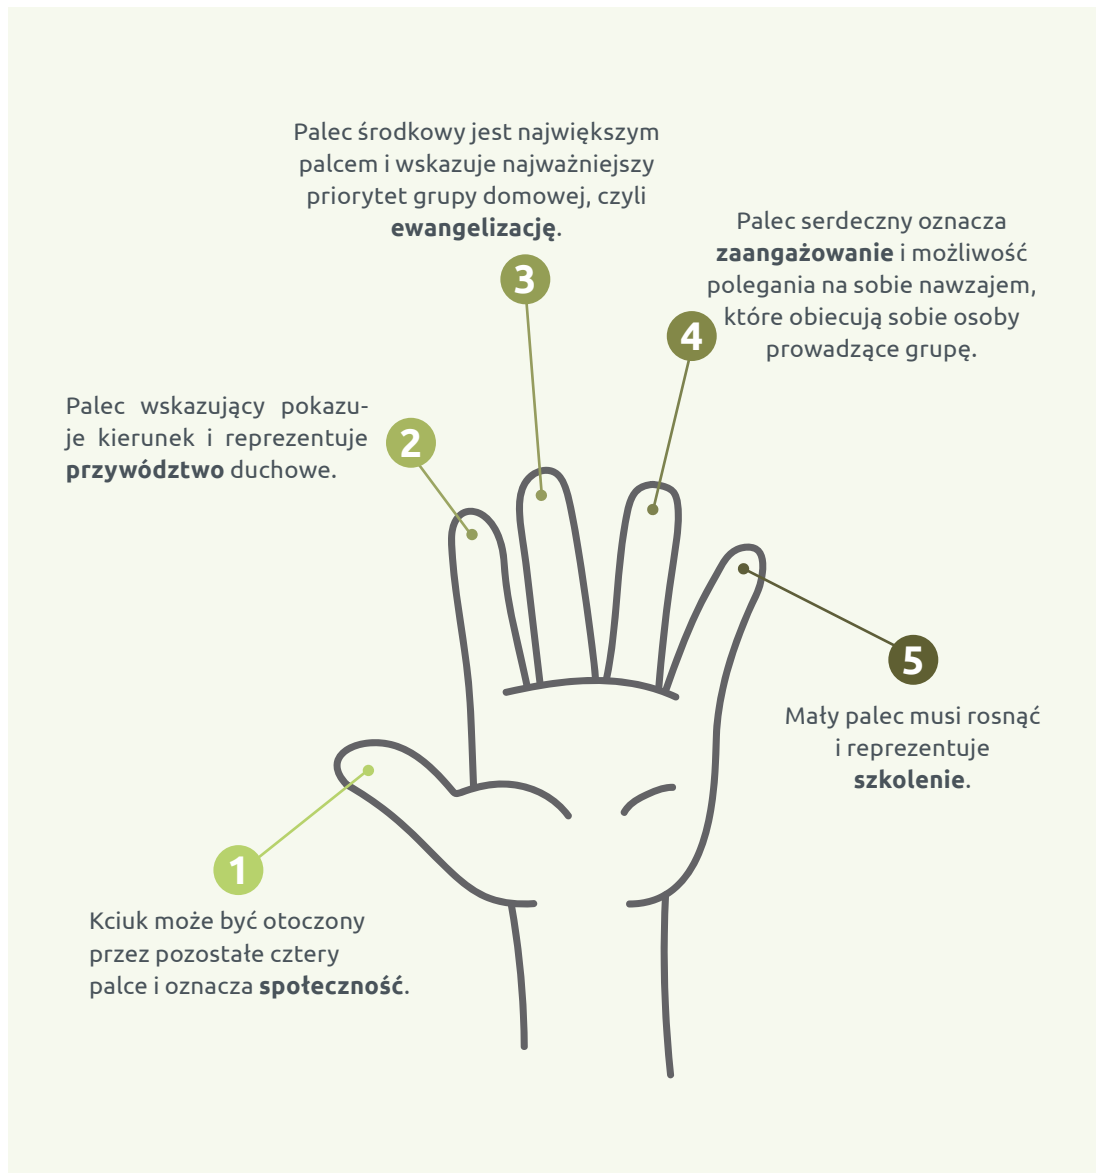 Palec środkowy jest największym
palcem i wskazuje najważniejszy
priorytet grupy domowej, czyli
ewangelizację.
3
Palec serdeczny oznacza
zaangażowanie i możliwość
polegania na sobie nawzajem,
które obiecują sobie osoby
prowadzące grupę.
4
Palec wskazujący pokazu-
je kierunek i reprezentuje
przywództwo duchowe.
2
5
Mały palec musi rosnąć
i reprezentuje
szkolenie.
1
Kciuk może być otoczony
przez pozostałe cztery
palce i oznacza społeczność.